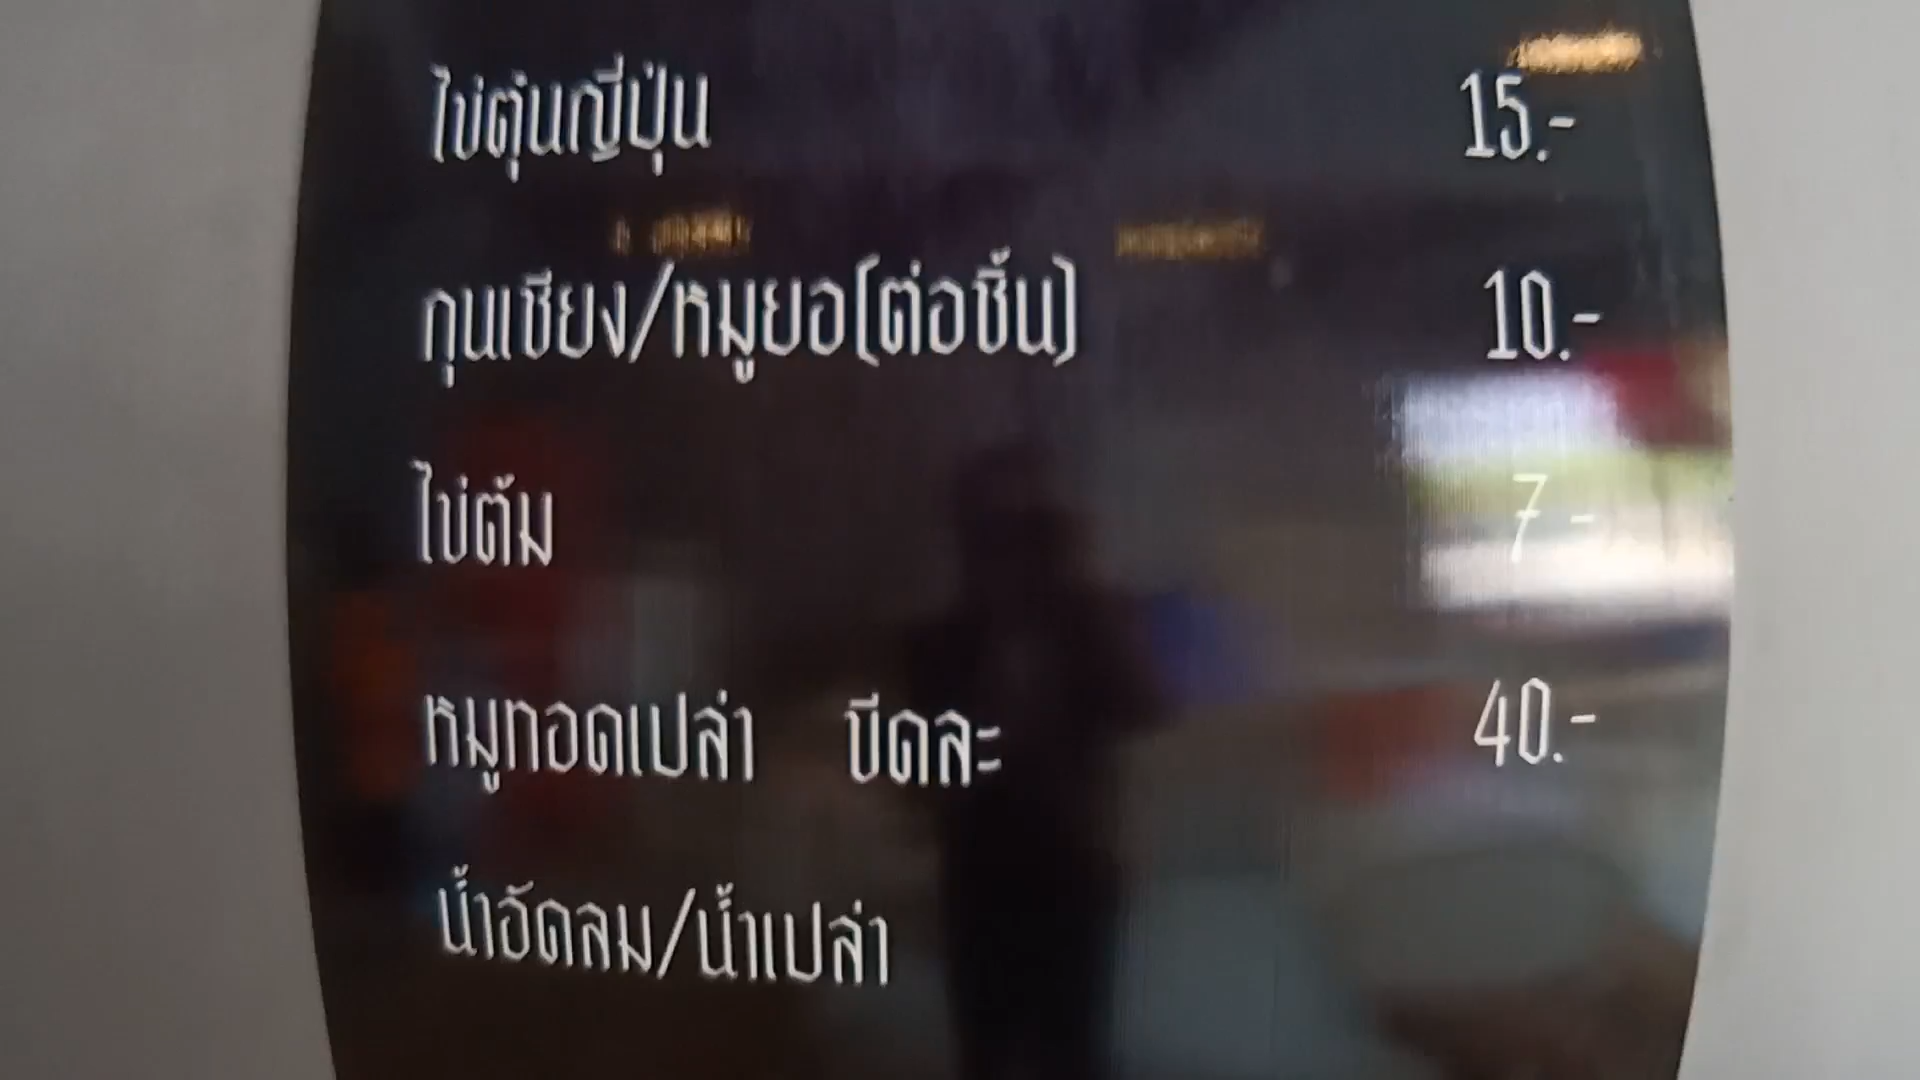 ไข่ตุ๋นญี่ปุ่น 15.-
กุนเชียง/หมูยอ(ต่อชิ้น) 10.-
ไข่ต้ม 7.-
หมูทอดเปล่า ขีดละ 40.-
น้ำอัดลม/น้ำเปล่า